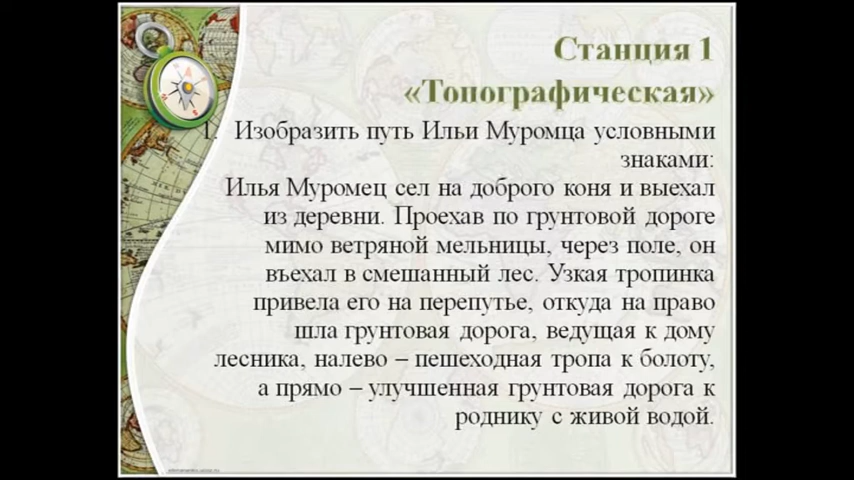 Станция 1
«Топографическая»
1. Изобразить путь Ильи Муромца условными
знаками:
Илья Муромец сел на доброго коня и выехал
из деревни. Проехав по грунтовой дороге
мимо ветряной мельницы, через поле, он
въехал в смешанный лес. Узкая тропинка
привела его на перепутье, откуда на право
шла грунтовая дорога, ведущая к дому
лесника, налево – пешеходная тропа к болоту,
а прямо – улучшенная грунтовая дорога к
роднику с живой водой.